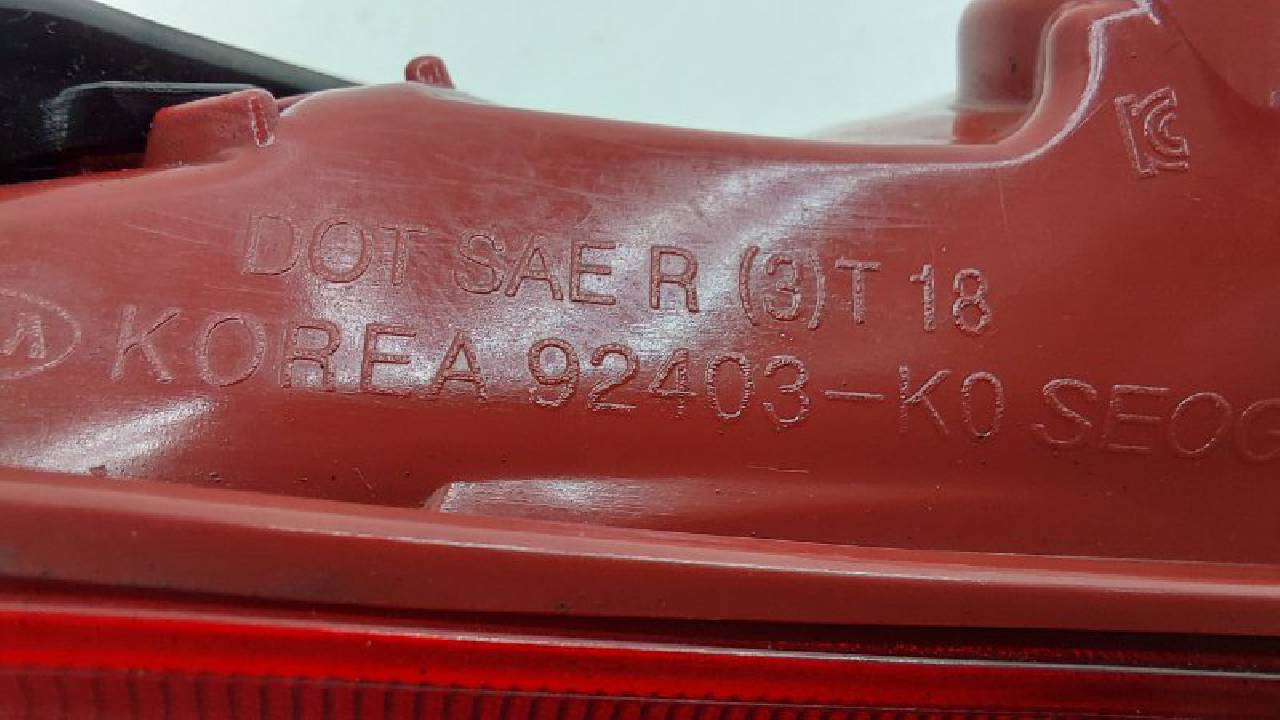 DOT SAE R (3)T 18
KOREA 92403-K0 SEOG